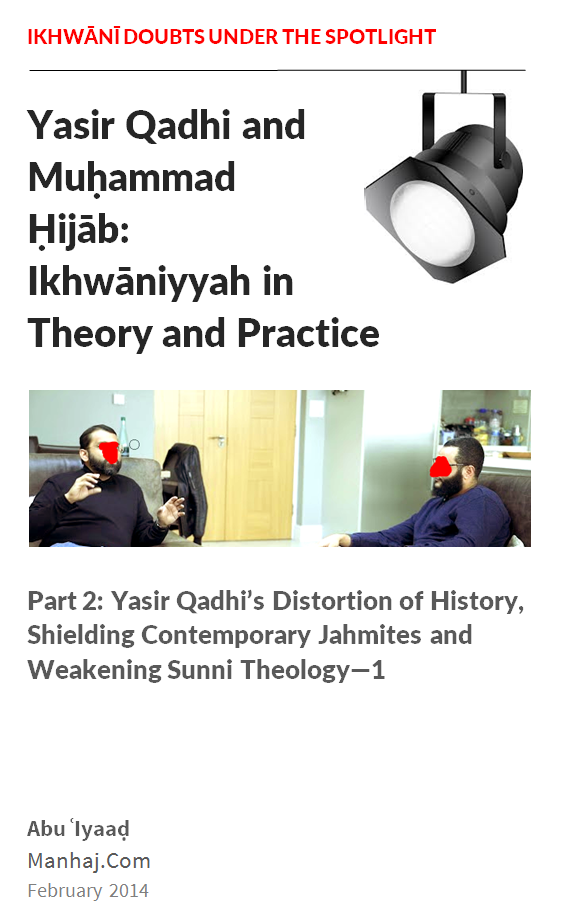 IKHWĀNĪ DOUBTS UNDER THE SPOTLIGHT
Yasir Qadhi and
Muḥammad
Ḥijāb:
Ikhwāniyyah in
Theory and Practice
Part 2: Yasir Qadhi’s Distortion of History,
Shielding Contemporary Jahmites and
Weakening Sunni Theology—1
Abu ʿIyaaḍ
Manhaj.Com
February 2014